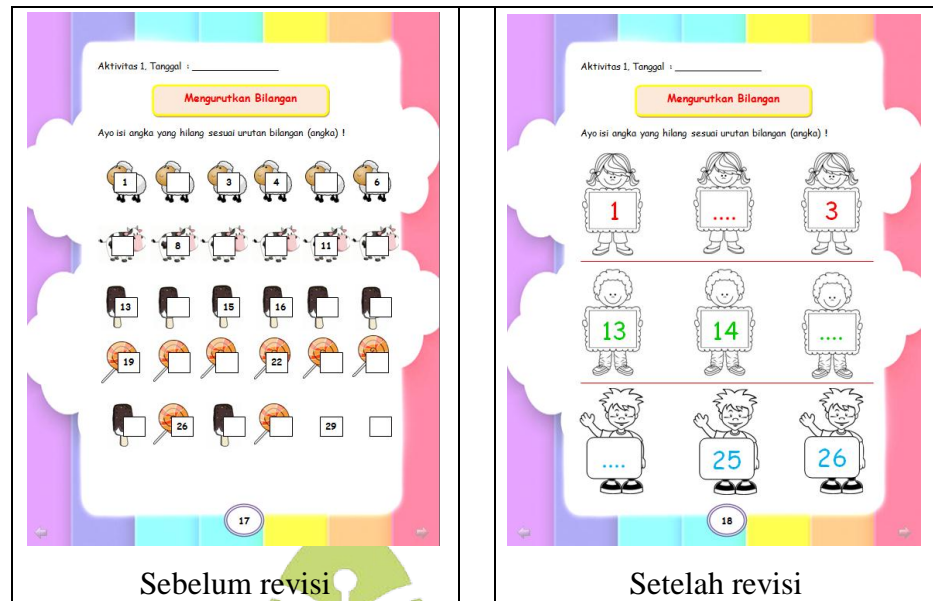 Aktivitas 1, Tanggal : _______________
Mengurutkan Bilangan
Ayo isi angka yang hilang sesuai urutan bilangan (angka) !
1 3 4 6
8 11
13 15 16
19 22
26 29
17
Sebelum revisi
Aktivitas 1, Tanggal : _______________
Mengurutkan Bilangan
Ayo isi angka yang hilang sesuai urutan bilangan (angka) !
1 .... 3
13 14 ....
.... 25 26
18
Setelah revisi